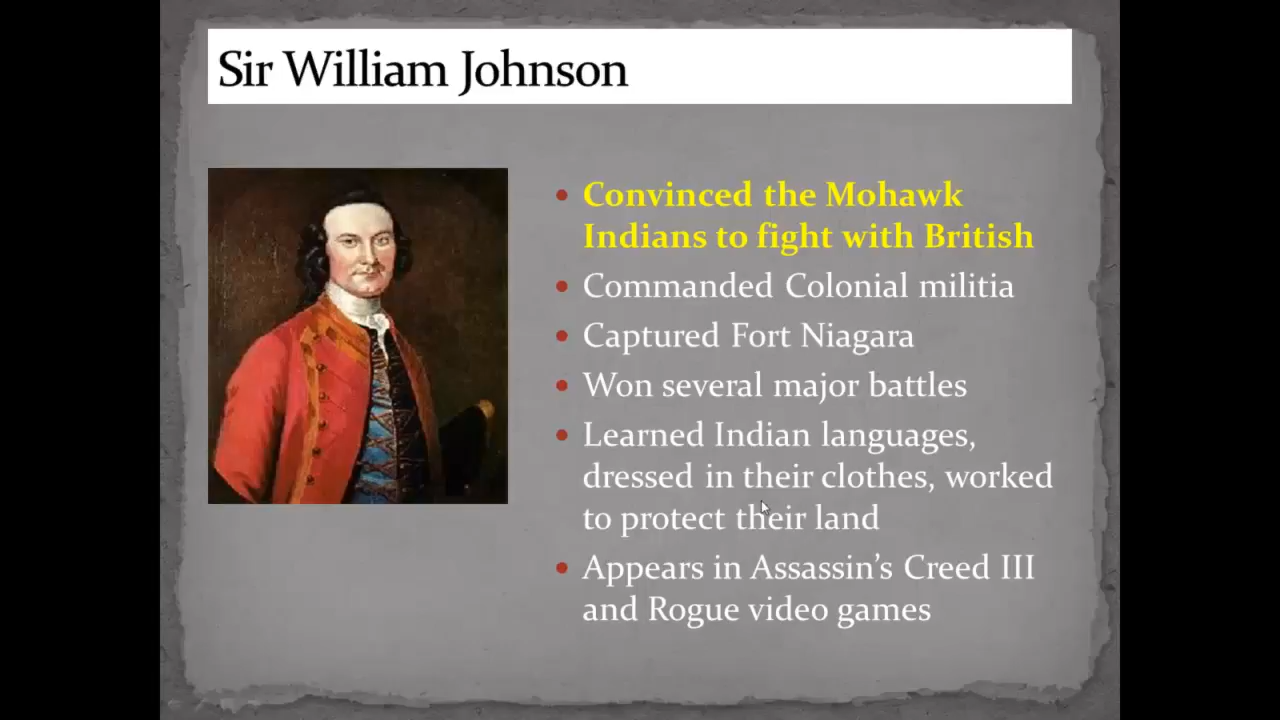 Sir William Johnson
Convinced the Mohawk
Indians to fight with British
Commanded Colonial militia
Captured Fort Niagara
Won several major battles
Learned Indian languages,
dressed in their clothes, worked
to protect their land
Appears in Assassin’s Creed III
and Rogue video games